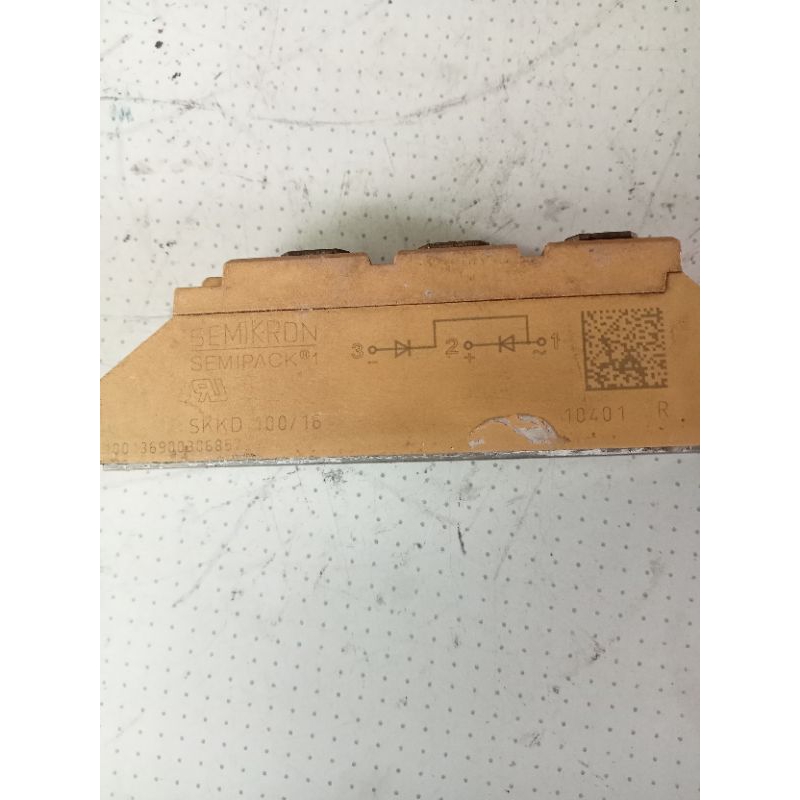 SEMIKRON
SEMIPACK®1
3 - 2 + ~ 1
SKKD 100/16
10401 R